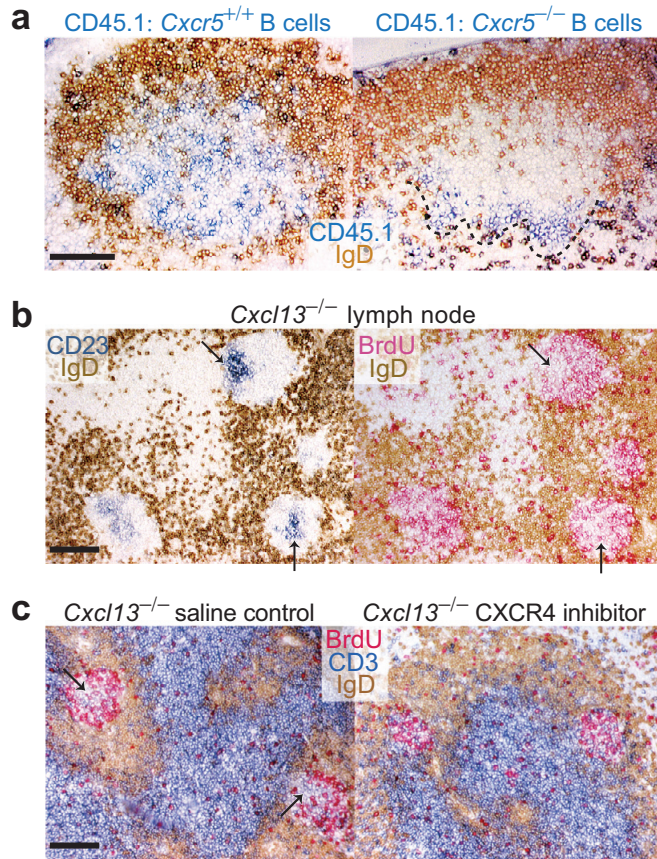 a
CD45.1: Cxcr5+/+ B cells
CD45.1: Cxcr5−/− B cells
CD45.1
IgD
b
Cxcl13−/− lymph node
CD23
IgD
BrdU
IgD
c
Cxcl13−/− saline control
Cxcl13−/− CXCR4 inhibitor
BrdU
CD3
IgD